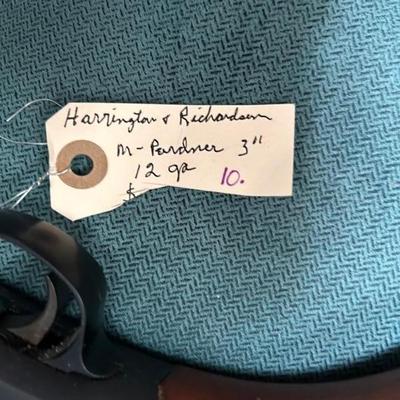 Harrington & Richardson
M- Pardner 3"
12 ga
$ 10.